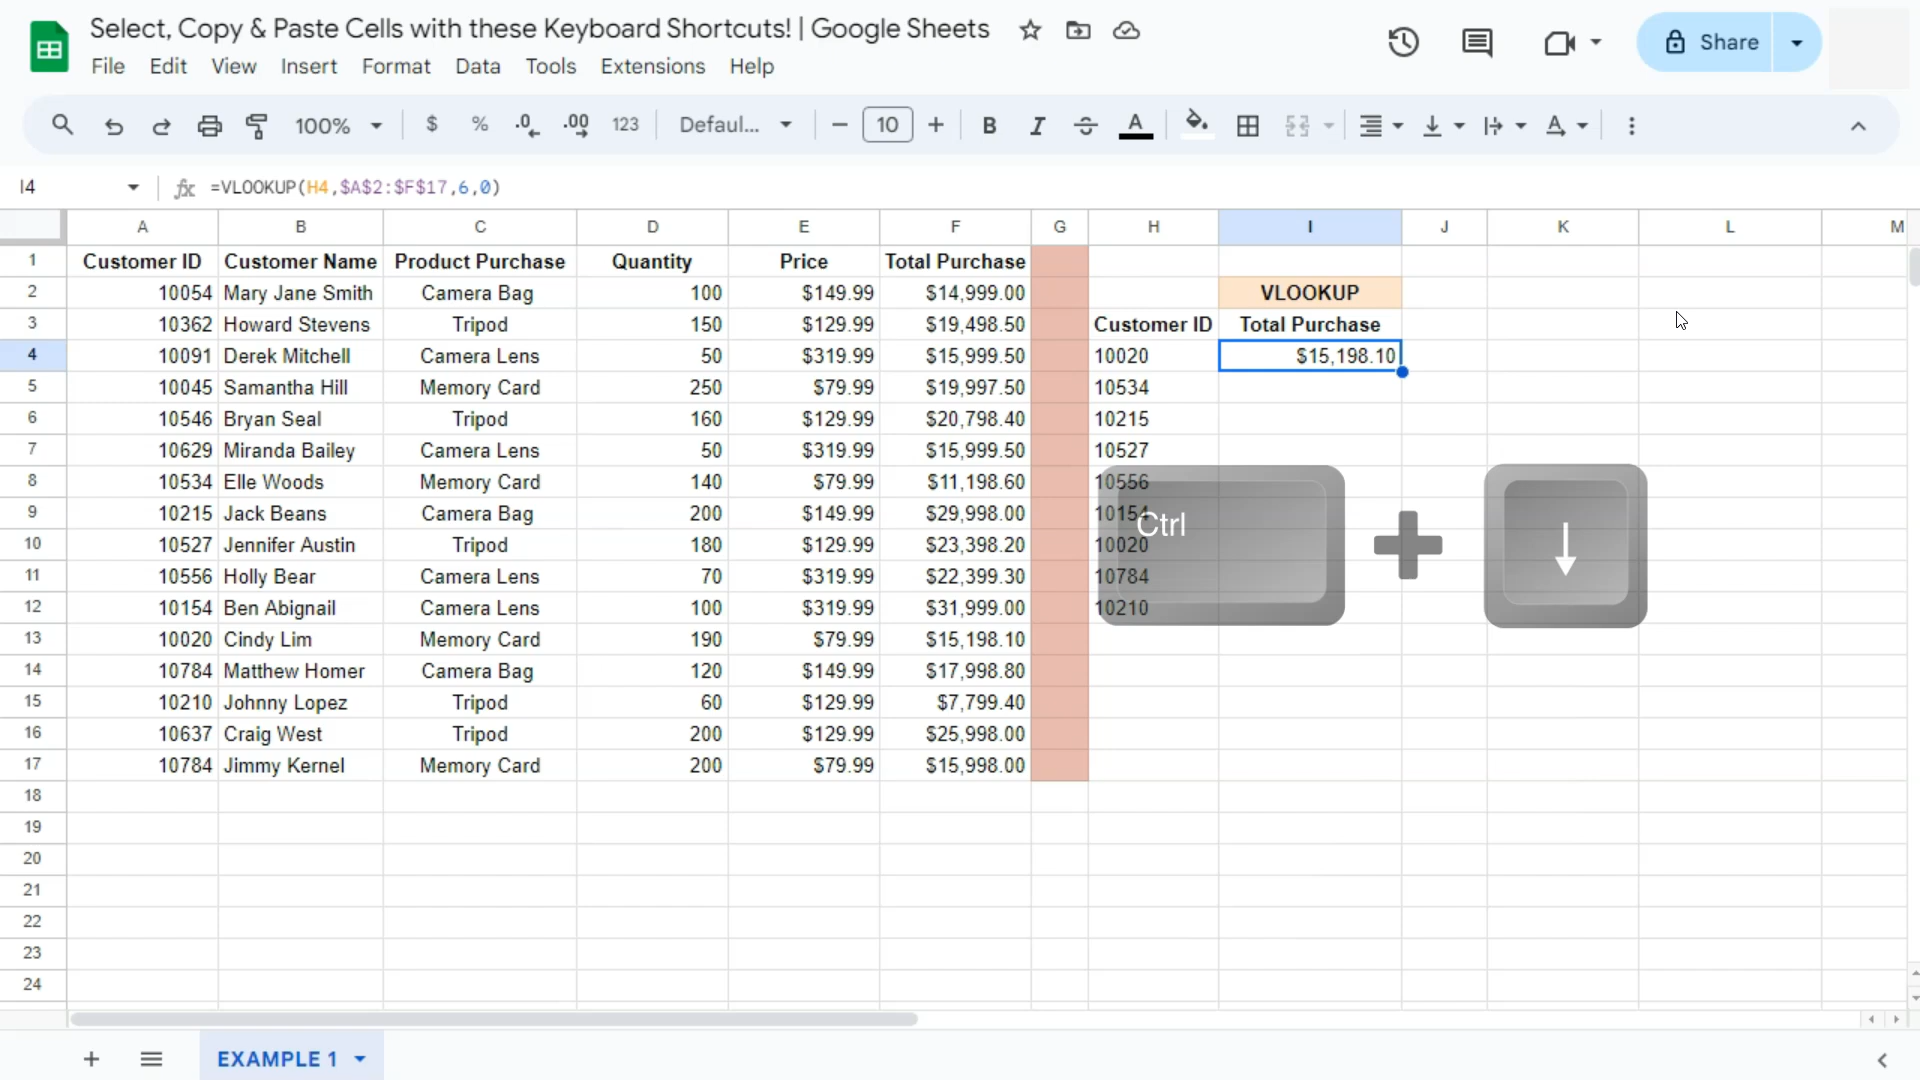 Select, Copy & Paste Cells with these Keyboard Shortcuts! | Google Sheets
File Edit View Insert Format Data Tools Extensions Help
Share
100% $ % .0 .00 123 Defaul... 10 B I S A
I4 fx =VLOOKUP(H4,$A$2:$F$17,6,0)
A B C D E F G H I J K L M
1 Customer ID Customer Name Product Purchase Quantity Price Total Purchase
2 10054 Mary Jane Smith Camera Bag 100 $149.99 $14,999.00 VLOOKUP
3 10362 Howard Stevens Tripod 150 $129.99 $19,498.50 Customer ID Total Purchase
4 10091 Derek Mitchell Camera Lens 50 $319.99 $15,999.50 10020 $15,198.10
5 10045 Samantha Hill Memory Card 250 $79.99 $19,997.50 10534
6 10546 Bryan Seal Tripod 160 $129.99 $20,798.40 10215
7 10629 Miranda Bailey Camera Lens 50 $319.99 $15,999.50 10527
8 10534 Elle Woods Memory Card 140 $79.99 $11,198.60 10556
9 10215 Jack Beans Camera Bag 200 $149.99 $29,998.00 10154
Ctrl + ↓
10 10527 Jennifer Austin Tripod 180 $129.99 $23,398.20 10020
11 10556 Holly Bear Camera Lens 70 $319.99 $22,399.30 10784
12 10154 Ben Abignail Camera Lens 100 $319.99 $31,999.00 10210
13 10020 Cindy Lim Memory Card 190 $79.99 $15,198.10
14 10784 Matthew Homer Camera Bag 120 $149.99 $17,998.80
15 10210 Johnny Lopez Tripod 60 $129.99 $7,799.40
16 10637 Craig West Tripod 200 $129.99 $25,998.00
17 10784 Jimmy Kernel Memory Card 200 $79.99 $15,998.00
18
19
20
21
22
23
24
EXAMPLE 1